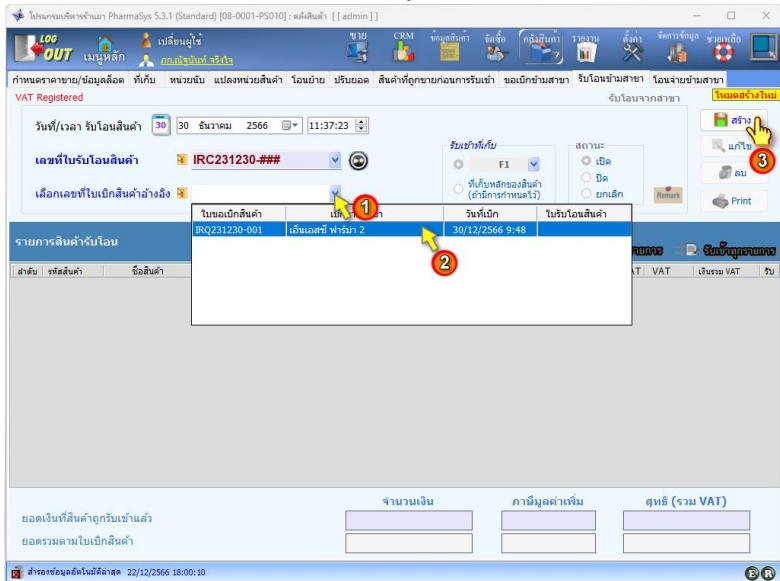 โปรแกรมบริหารร้านยา PharmaSys 5.3.1 (Standard) [08-0001-PS010] : คลังสินค้า [ [ admin ] ]
LOG OUT เมนูหลัก เปลี่ยนผู้ใช้ ขาย CRM ข้อมูลสินค้า จัดซื้อ คลังสินค้า รายงาน ตั้งค่า จัดการข้อมูล ช่วยเหลือ
ภก.ณัฐนันท์ จริงใจ
กำหนดราคาขาย/ข้อมูลล็อต ที่เก็บ หน่วยนับ แปลงหน่วยสินค้า โอนย้าย ปรับยอด สินค้าที่ถูกขายก่อนการรับเข้า ขอเบิกข้ามสาขา รับโอนข้ามสาขา โอนจ่ายข้ามสาขา
VAT Registered รับโอนจากสาขา โหมดสร้างใหม่
วันที่/เวลา รับโอนสินค้า 30 30 ธันวาคม 2566 11:37:23 สร้าง
รับเข้าที่เก็บ สถานะ
เลขที่ใบรับโอนสินค้า IRC231230-### F1 เปิด แก้ไข
3
ที่เก็บหลักของสินค้า ปิด ลบ
เลือกเลขที่ใบเบิกสินค้าอ้างอิง (ถ้ามีการกำหนดไว้) ยกเลิก Remark Print
1
ใบขอเบิกสินค้า วันที่เบิก ใบรับโอนสินค้า
IRQ231230-001 เอ็นเอสซี ฟาร์ม่า 2 30/12/2566 9:48
2
รายการสินค้ารับโอน รับเข้าทุกรายการ
ลำดับ รหัสสินค้า ชื่อสินค้า VAT เงินรวม VAT รับ
จำนวนเงิน ภาษีมูลค่าเพิ่ม สุทธิ (รวม VAT)
ยอดเงินที่สินค้าถูกรับเข้าแล้ว
ยอดรวมตามใบเบิกสินค้า
สำรองข้อมูลอัตโนมัติล่าสุด 22/12/2566 18:00:10 E R